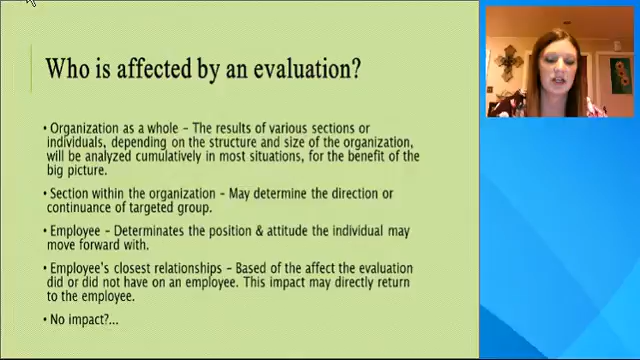 Who is affected by an evaluation?
• Organization as a whole – The results of various sections or
individuals, depending on the structure and size of the organization,
will be analyzed cumulatively in most situations, for the benefit of the
big picture.
• Section within the organization – May determine the direction or
continuance of targeted group.
• Employee – Determinates the position & attitude the individual may
move forward with.
• Employee's closest relationships – Based of the affect the evaluation
did or did not have on an employee. This impact may directly return
to the employee.
• No impact?...